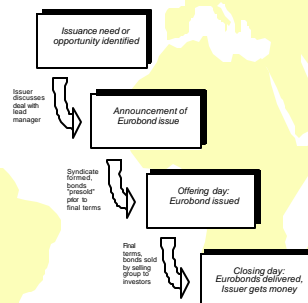 Issuance need or
opportunity identified
Issuer
discusses
deal with
lead
manager
Announcement of
Eurobond issue
Syndicate
formed,
bonds
"presold"
prior to
final terms
Offering day:
Eurobond issued
Final
terms,
bonds sold
by selling
group to
investors
Closing day:
Eurobonds delivered,
Issuer gets money